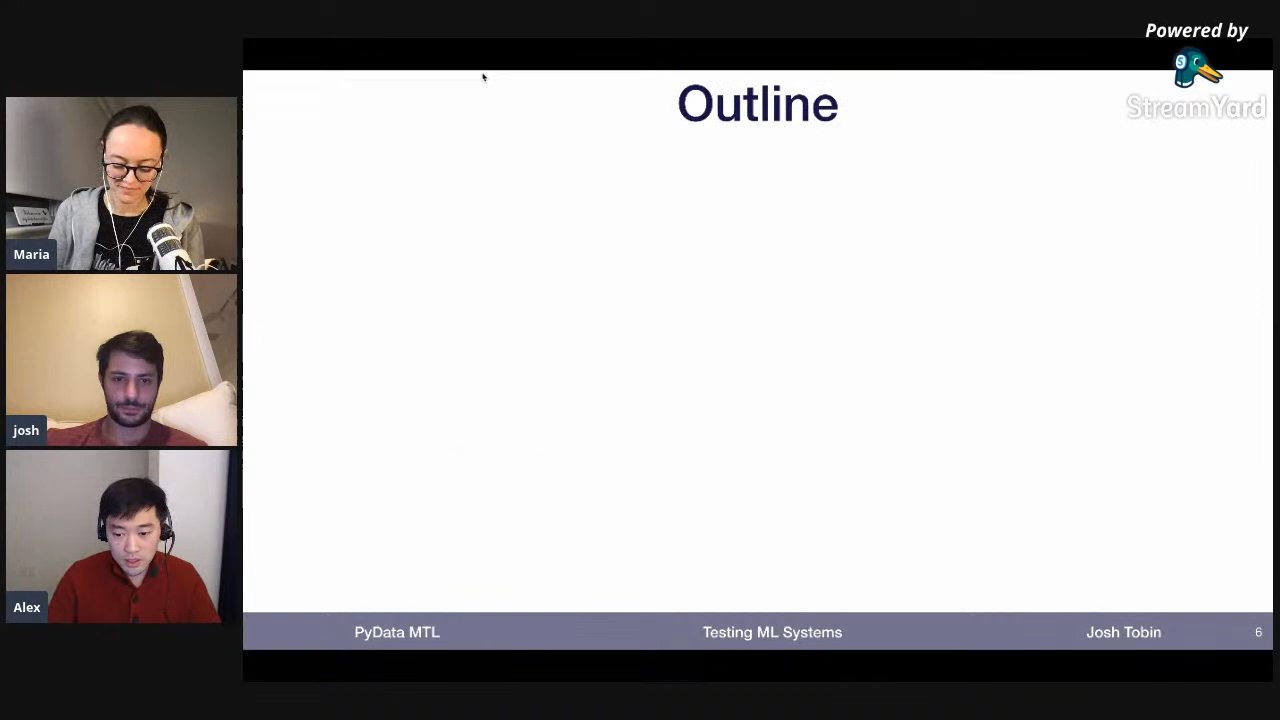 Powered by
StreamYard
Outline
Maria
josh
Alex
PyData MTL
Testing ML Systems
Josh Tobin
6